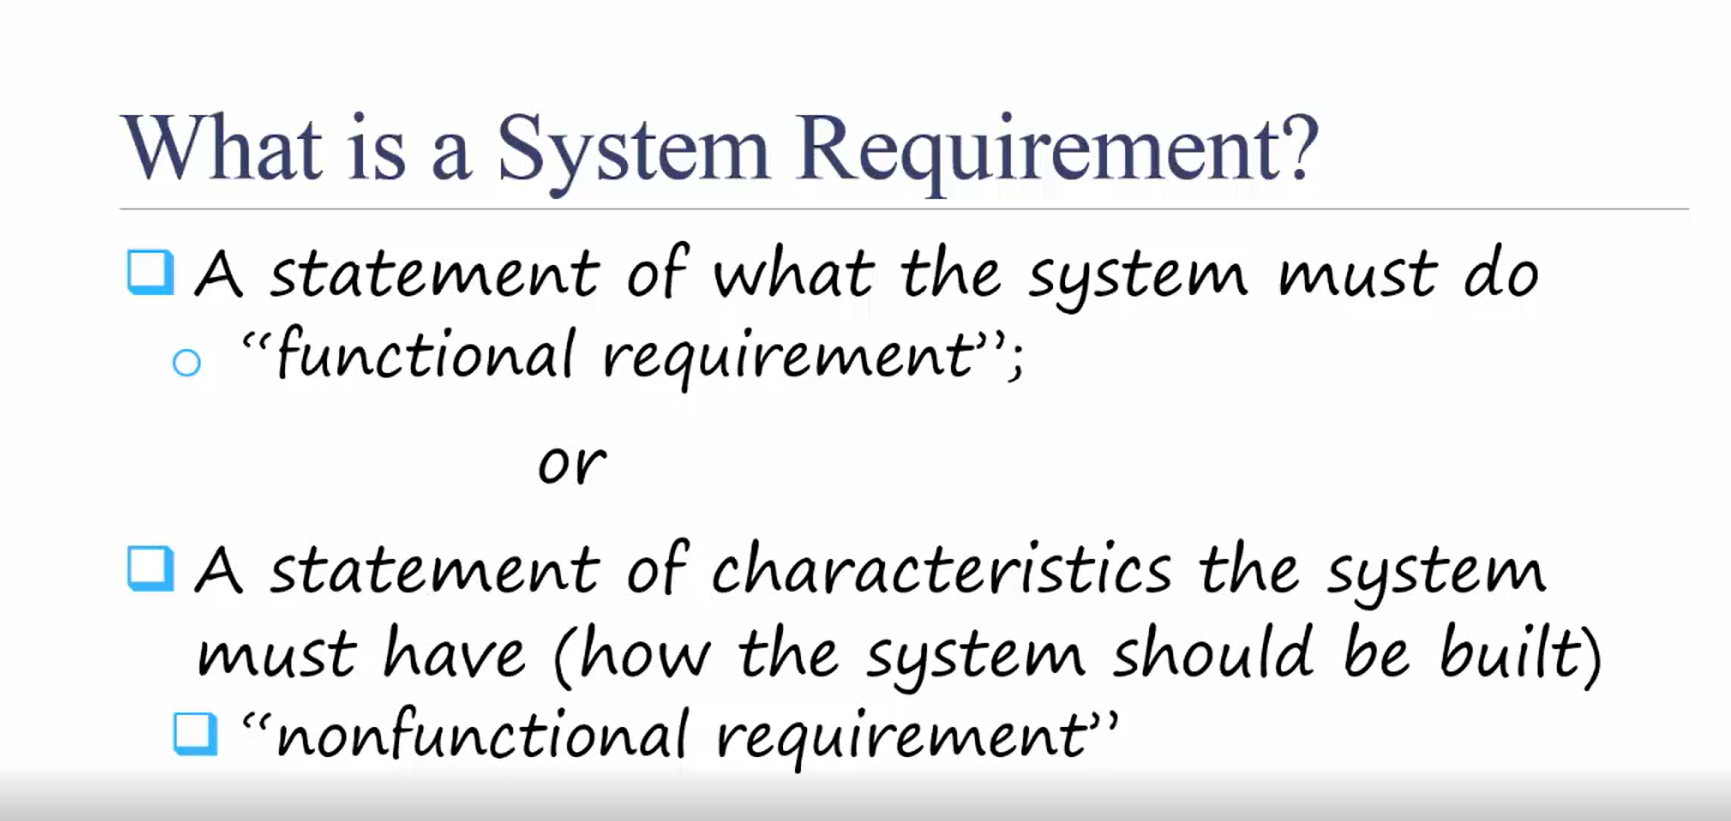 What is a System Requirement?
A statement of what the system must do
“functional requirement”;
or
A statement of characteristics the system
must have (how the system should be built)
“nonfunctional requirement”